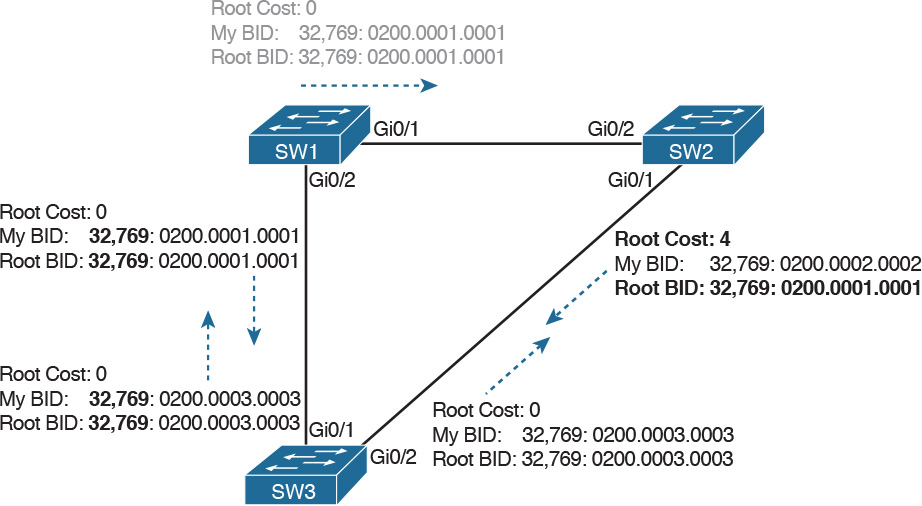 Root Cost: 0
My BID: 32,769: 0200.0001.0001
Root BID: 32,769: 0200.0001.0001
Gi0/1
Gi0/2
SW1
SW2
Gi0/2
Gi0/1
Root Cost: 0
My BID: 32,769: 0200.0001.0001
Root BID: 32,769: 0200.0001.0001
Root Cost: 4
My BID: 32,769: 0200.0002.0002
Root BID: 32,769: 0200.0001.0001
Root Cost: 0
My BID: 32,769: 0200.0003.0003
Root BID: 32,769: 0200.0003.0003
Root Cost: 0
My BID: 32,769: 0200.0003.0003
Root BID: 32,769: 0200.0003.0003
Gi0/1
Gi0/2
SW3